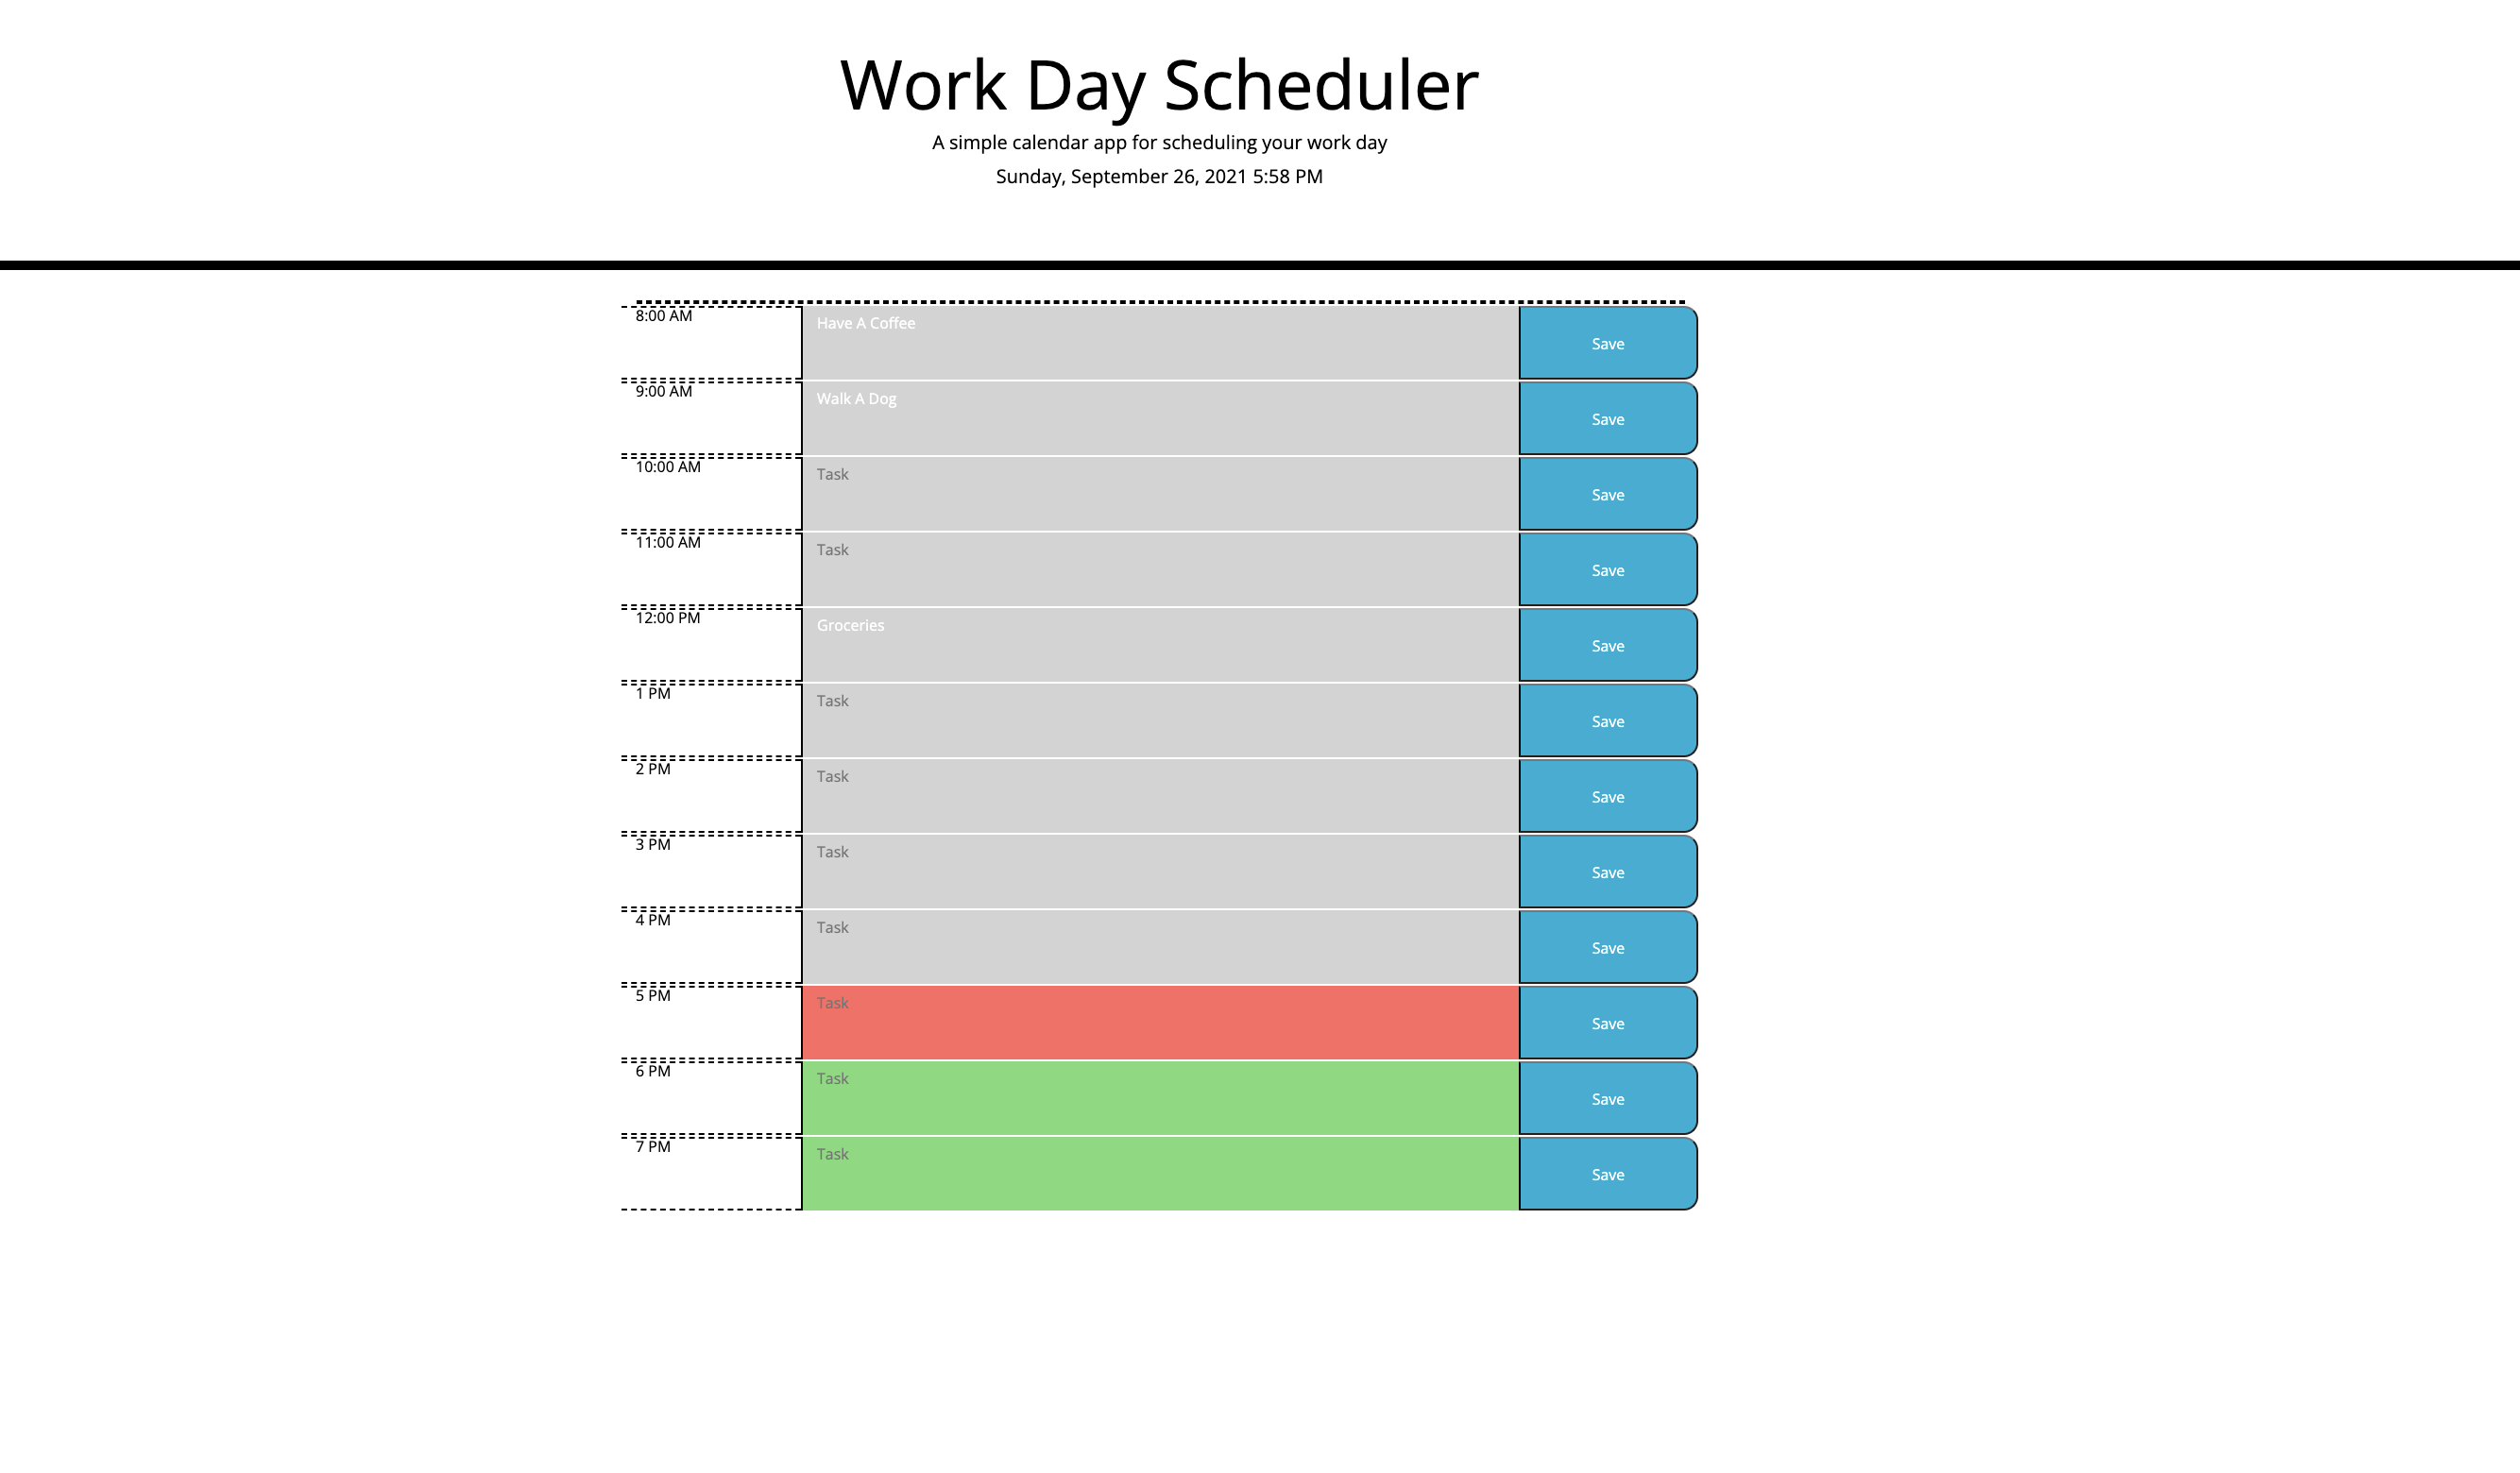 Work Day Scheduler
A simple calendar app for scheduling your work day
Sunday, September 26, 2021 5:58 PM
8:00 AM Have A Coffee Save
9:00 AM Walk A Dog Save
10:00 AM Task Save
11:00 AM Task Save
12:00 PM Groceries Save
1 PM Task Save
2 PM Task Save
3 PM Task Save
4 PM Task Save
5 PM Task Save
6 PM Task Save
7 PM Task Save